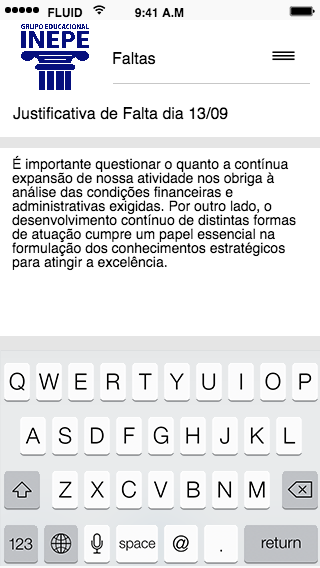 FLUID 9:41 A.M
GRUPO EDUCACIONAL
INEPE
Faltas
Justificativa de Falta dia 13/09
É importante questionar o quanto a contínua
expansão de nossa atividade nos obriga à
análise das condições financeiras e
administrativas exigidas. Por outro lado, o
desenvolvimento contínuo de distintas formas
de atuação cumpre um papel essencial na
formulação dos conhecimentos estratégicos
para atingir a excelência.
Q W E R T Y U I O P
A S D F G H J K L
Z X C V B N M
123 space @ . return